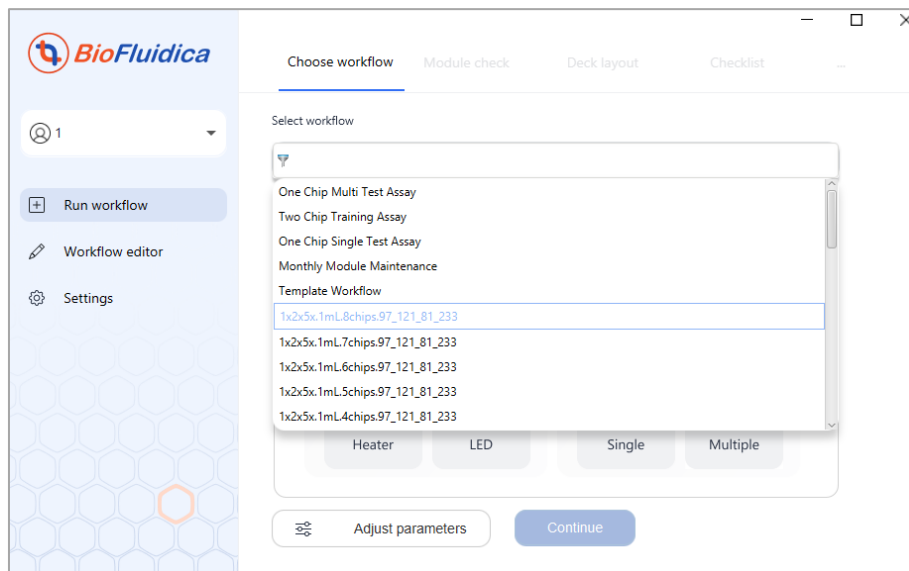 BioFluidica
Choose workflow
Module check
Deck layout
Checklist
...
1
Select workflow
Run workflow
Workflow editor
Settings
One Chip Multi Test Assay
Two Chip Training Assay
One Chip Single Test Assay
Monthly Module Maintenance
Template Workflow
1x2x5x.1mL.8chips.97_121_81_233
1x2x5x.1mL.7chips.97_121_81_233
1x2x5x.1mL.6chips.97_121_81_233
1x2x5x.1mL.5chips.97_121_81_233
1x2x5x.1mL.4chips.97_121_81_233
Heater
LED
Single
Multiple
Adjust parameters
Continue